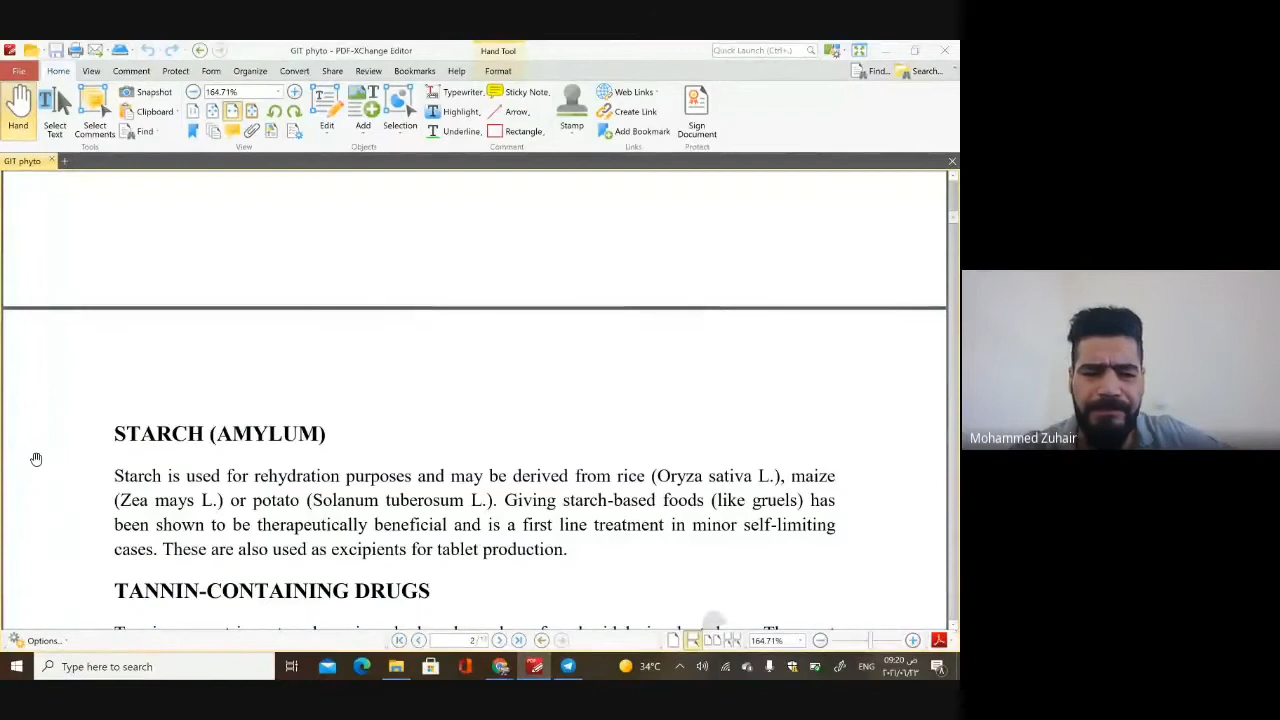 GIT phyto - PDF-XChange Editor
Hand Tool
Quick Launch (Ctrl+.)
File
Home
View
Comment
Protect
Form
Organize
Convert
Share
Review
Bookmarks
Help
Format
Find...
Search...
Hand
Select
Text
Select
Comments
Snapshot
Clipboard
Find
Tools
164.71%
View
Edit
Add
Selection
Objects
Typewriter
Highlight
Underline
Sticky Note
Arrow
Rectangle
Stamp
Comment
Web Links
Create Link
Add Bookmark
Links
Sign
Document
Protect
GIT phyto
STARCH (AMYLUM)
Starch is used for rehydration purposes and may be derived from rice (Oryza sativa L.), maize
(Zea mays L.) or potato (Solanum tuberosum L.). Giving starch-based foods (like gruels) has
been shown to be therapeutically beneficial and is a first line treatment in minor self-limiting
cases. These are also used as excipients for tablet production.
TANNIN-CONTAINING DRUGS
Mohammed Zuhair
Options...
164.71%
Type here to search
PDF
34°C
ENG
09:20 ص